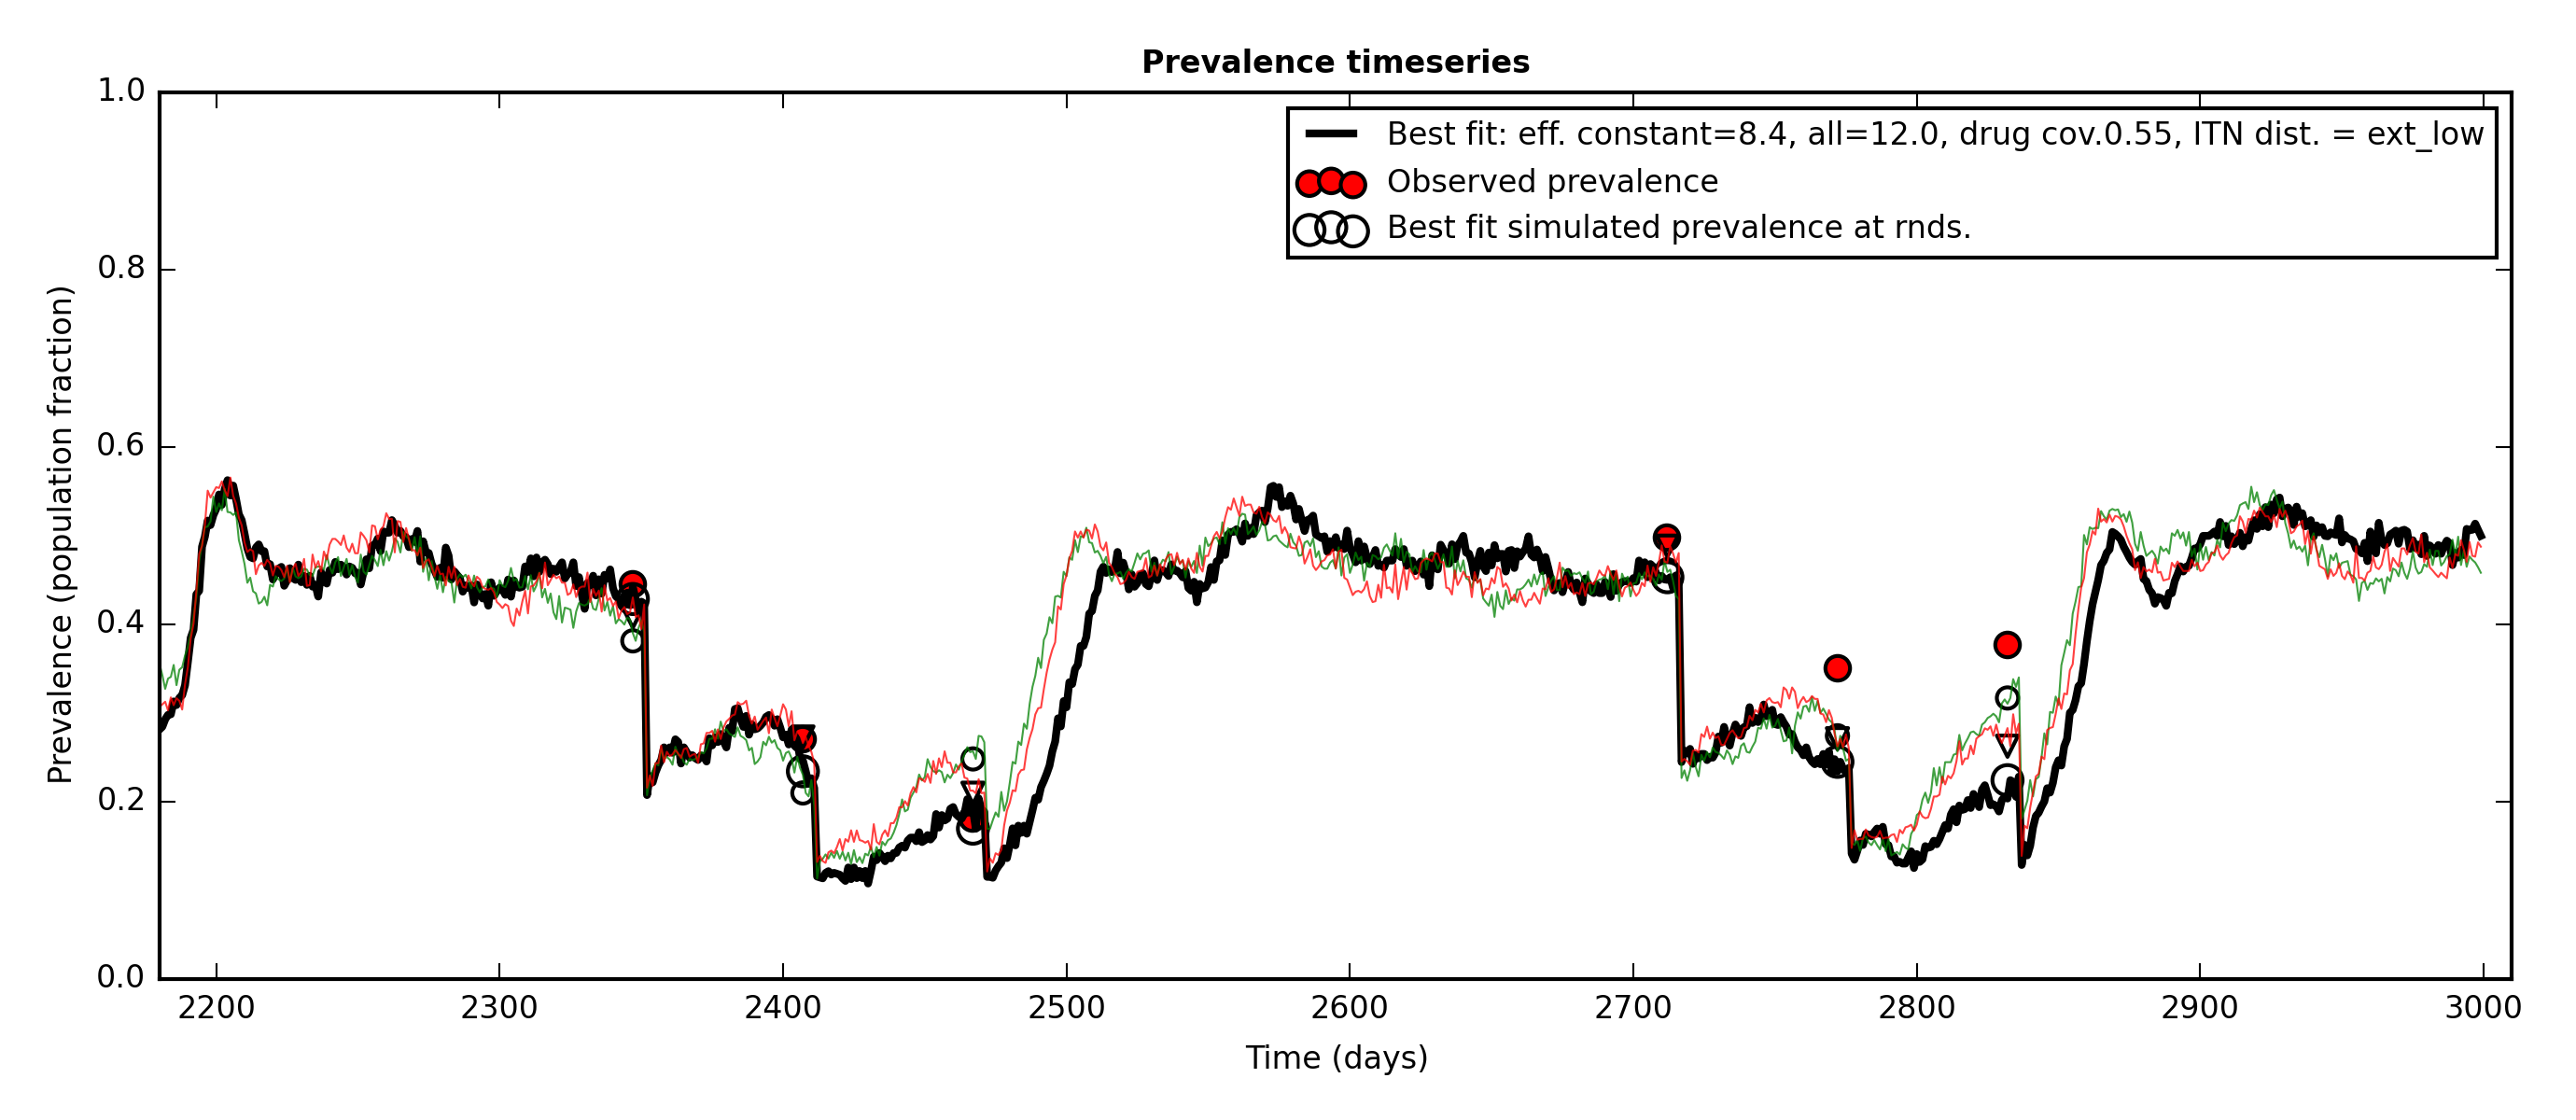 Prevalence timeseries
Best fit: eff. constant=8.4, all=12.0, drug cov.0.55, ITN dist. = ext_low
Observed prevalence
Best fit simulated prevalence at rnds.
Prevalence (population fraction)
1.0
0.8
0.6
0.4
0.2
0.0
2200 2300 2400 2500 2600 2700 2800 2900 3000
Time (days)